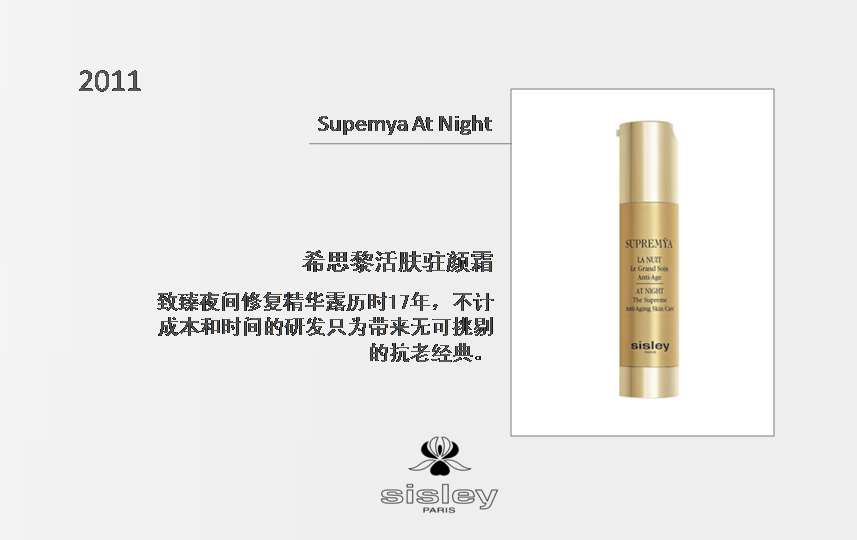 2011
Supemya At Night
希思黎活肤驻颜霜
致臻夜间修复精华露历时17年，不计
成本和时间的研发只为带来无可挑剔
的抗老经典。
SUPREMŸA
LA NUIT
Le Grand Soin
Anti-Age
AT NIGHT
The Supreme
Anti-Aging Skin Care
sisley
PARIS
sisley
PARIS